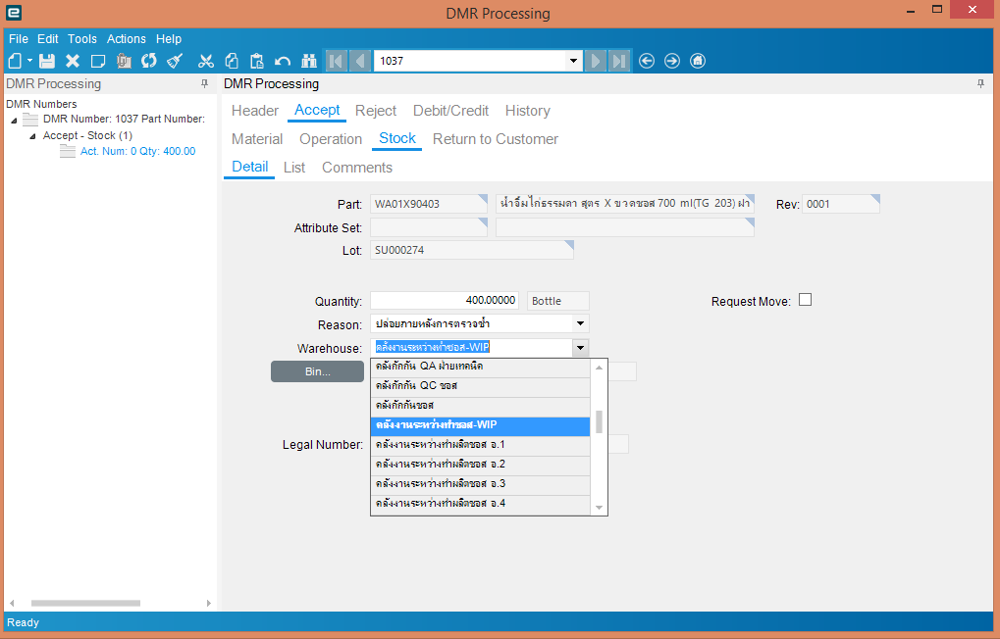 DMR Processing
File Edit Tools Actions Help
1037
DMR Processing
DMR Processing
DMR Numbers
DMR Number: 1037 Part Number:
Accept - Stock (1)
Act. Num: 0 Qty: 400.00
Header Accept Reject Debit/Credit History
Material Operation Stock Return to Customer
Detail List Comments
Part: WA01X90403 น้ำจิ้มไก่ธรรมดา สูตร X ขวดซอส 700 ml(TG 203) ฝา Rev: 0001
Attribute Set:
Lot: SU000274
Quantity: 400.00000 Bottle Request Move:
Reason: ปล่อยภายหลังการตรวจซ้ำ
Warehouse: คลังงานระหว่างทำซอส-WIP
Bin...
คลังกักกัน QA ฝ่ายเทคนิค
คลังกักกัน QC ซอส
คลังกักกันซอส
คลังงานระหว่างทำซอส-WIP
คลังงานระหว่างทำผลิตซอส อ.1
คลังงานระหว่างทำผลิตซอส อ.2
คลังงานระหว่างทำผลิตซอส อ.3
คลังงานระหว่างทำผลิตซอส อ.4
Legal Number:
Ready